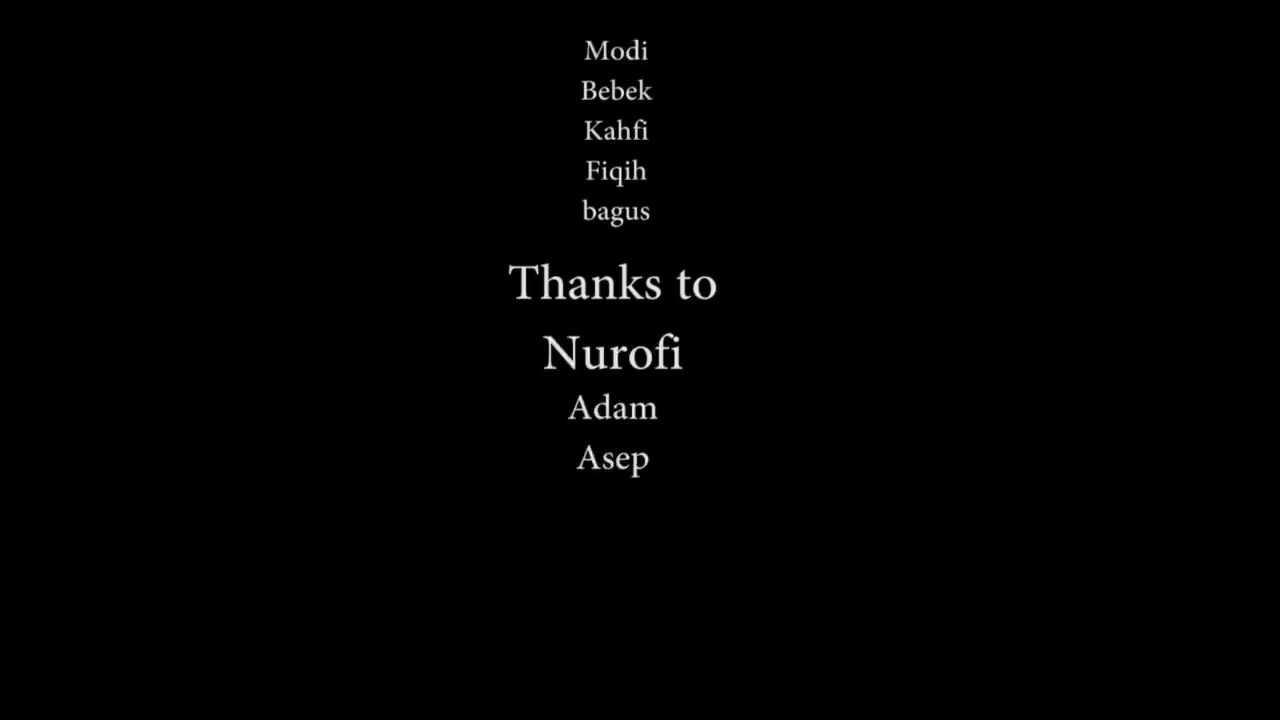 Modi
Bebek
Kahfi
Fiqih
bagus
Thanks to
Nurofi
Adam
Asep